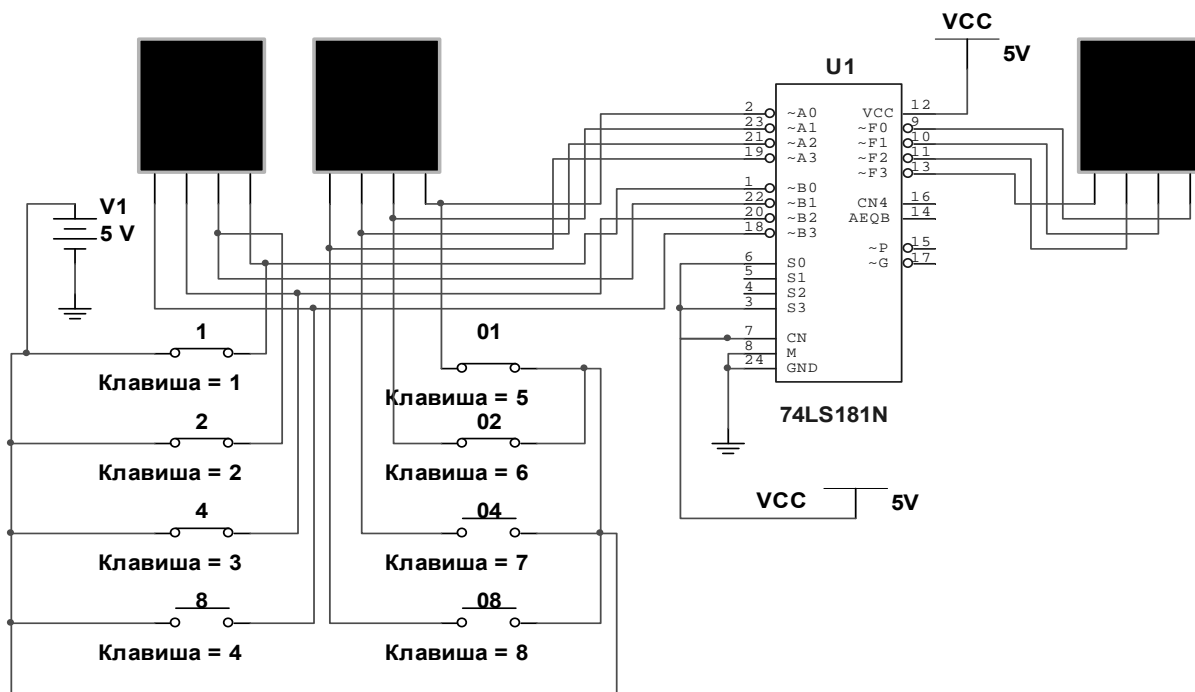 VCC
5V
U1
2 ~A0 VCC 12
23 ~A1 ~F0 9
21 ~A2 ~F1 10
19 ~A3 ~F2 11
~F3 13
1 ~B0
22 ~B1 CN4 16
20 ~B2 AEQB 14
18 ~B3
~P 15
6 S0 ~G 17
5 S1
4 S2
3 S3
7 CN
8 M
24 GND
74LS181N
V1
5 V
1
Клавиша = 1
2
Клавиша = 2
4
Клавиша = 3
8
Клавиша = 4
01
Клавиша = 5
02
Клавиша = 6
04
Клавиша = 7
08
Клавиша = 8
VCC
5V